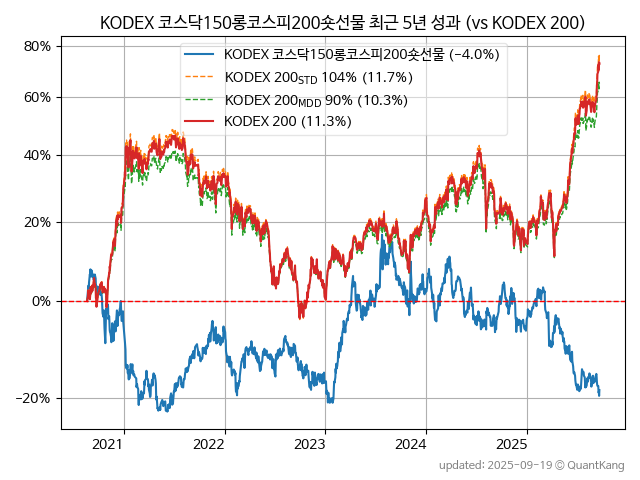 KODEX 코스닥150롱코스피200숏선물 최근 5년 성과 (vs KODEX 200)
KODEX 코스닥150롱코스피200숏선물 (−4.0%)
KODEX 200STD 104% (11.7%)
KODEX 200MDD 90% (10.3%)
KODEX 200 (11.3%)
80%
60%
40%
20%
0%
−20%
2021 2022 2023 2024 2025
updated: 2025-09-19 © QuantKang